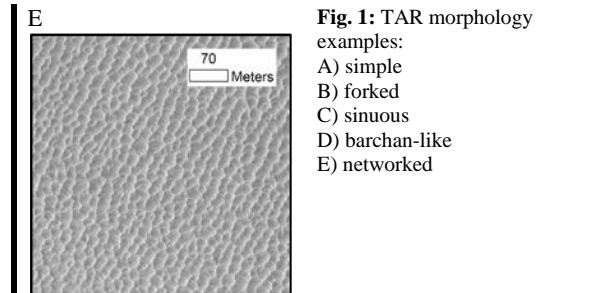 E
70
Meters
Fig. 1: TAR morphology
examples:
A) simple
B) forked
C) sinuous
D) barchan-like
E) networked